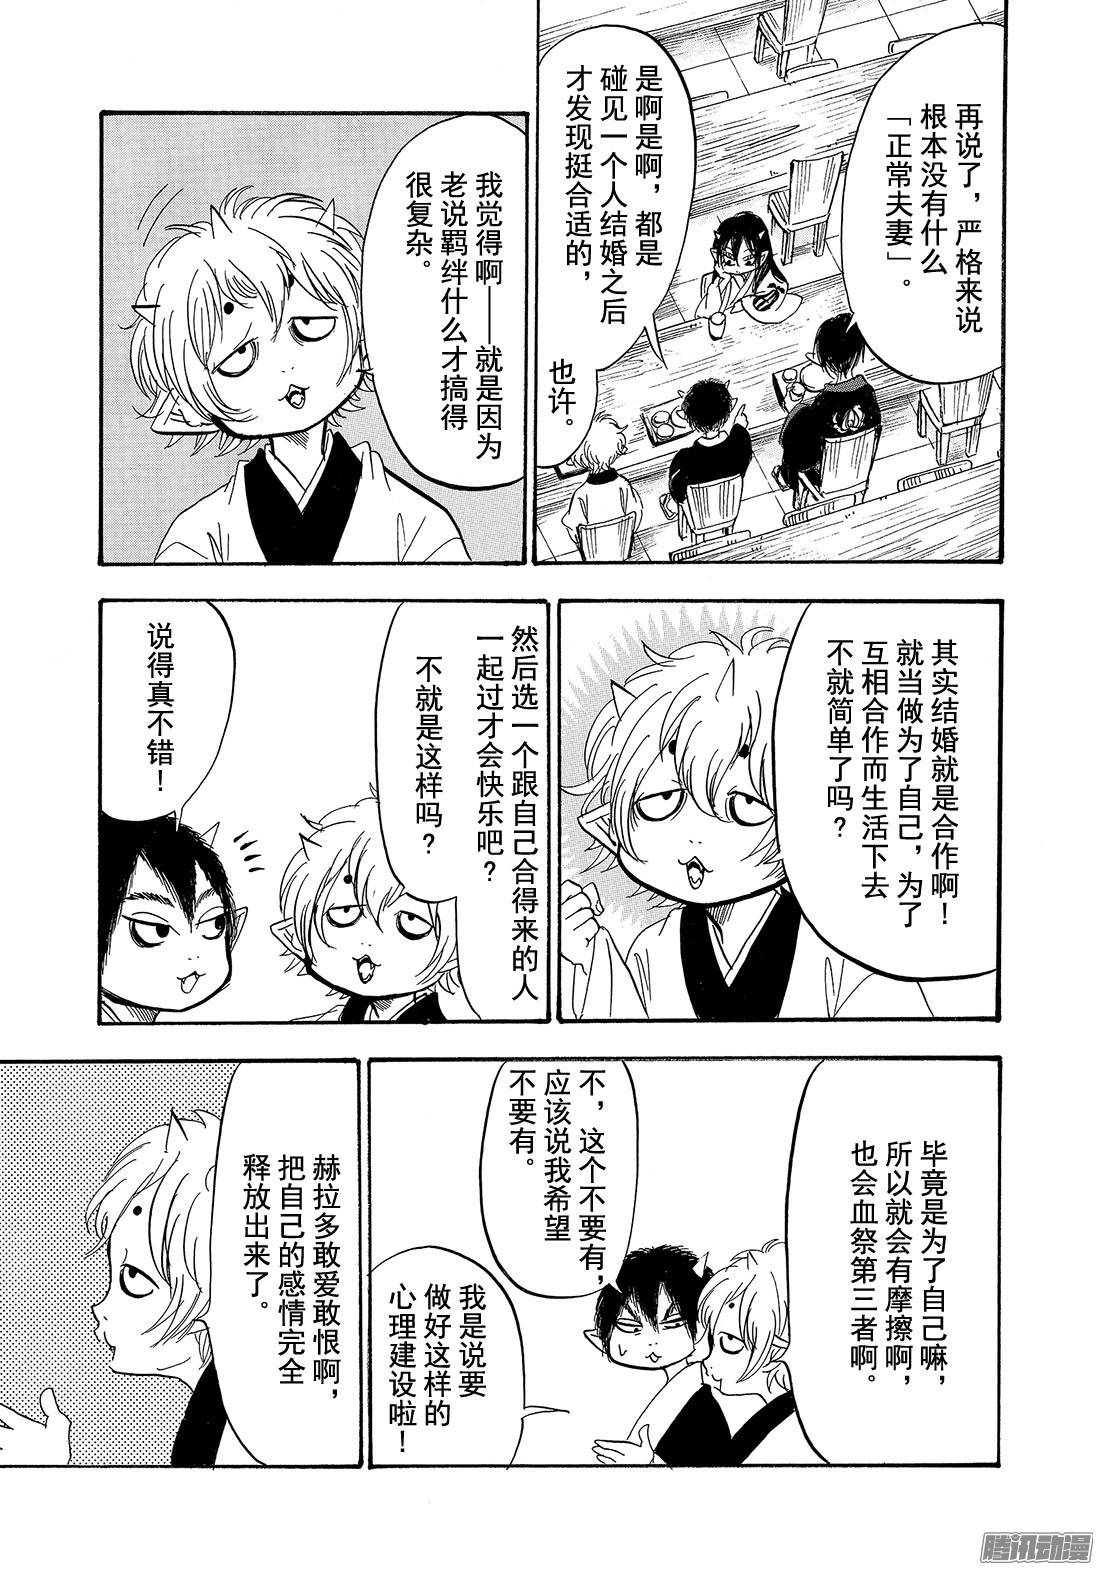 再说了，严格来说
根本没有什么
「正常夫妻」。
是啊是啊，都是
碰见一个人结婚之后
才发现挺合适的，
也许。
我觉得啊——就是因为
老说羁绊什么才搞得
很复杂。
其实结婚就是合作啊！
就当做为了自己，为了
互相合作而生活下去
不就简单了吗？
然后选一个跟自己合得来的人
一起过才会快乐吧？
不就是这样吗？
说得真不错！
毕竟是为了自己嘛，
所以就会有摩擦啊，
也会血祭第三者啊。
不，这个不要有，
应该说我希望
不要有。
我是说要
做好这样的
心理建设啦！
赫拉多敢爱敢恨啊，
把自己的感情完全
释放出来了。
腾讯动漫